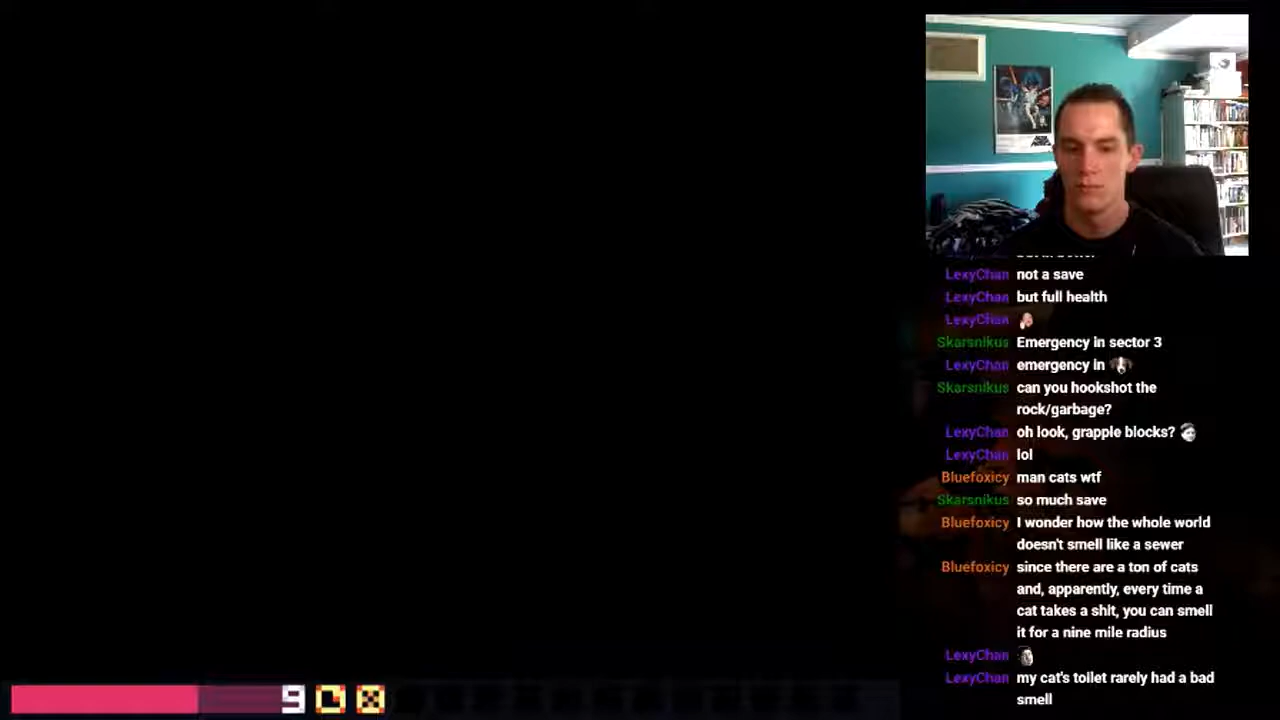 LexyChan not a save
LexyChan but full health
LexyChan
Skarsnikus Emergency in sector 3
LexyChan emergency in
Skarsnikus can you hookshot the
rock/garbage?
LexyChan oh look, grapple blocks?
LexyChan lol
Bluefoxicy man cats wtf
Skarsnikus so much save
Bluefoxicy I wonder how the whole world
doesn't smell like a sewer
Bluefoxicy since there are a ton of cats
and, apparently, every time a
cat takes a shit, you can smell
it for a nine mile radius
LexyChan
LexyChan my cat's toilet rarely had a bad
smell
9